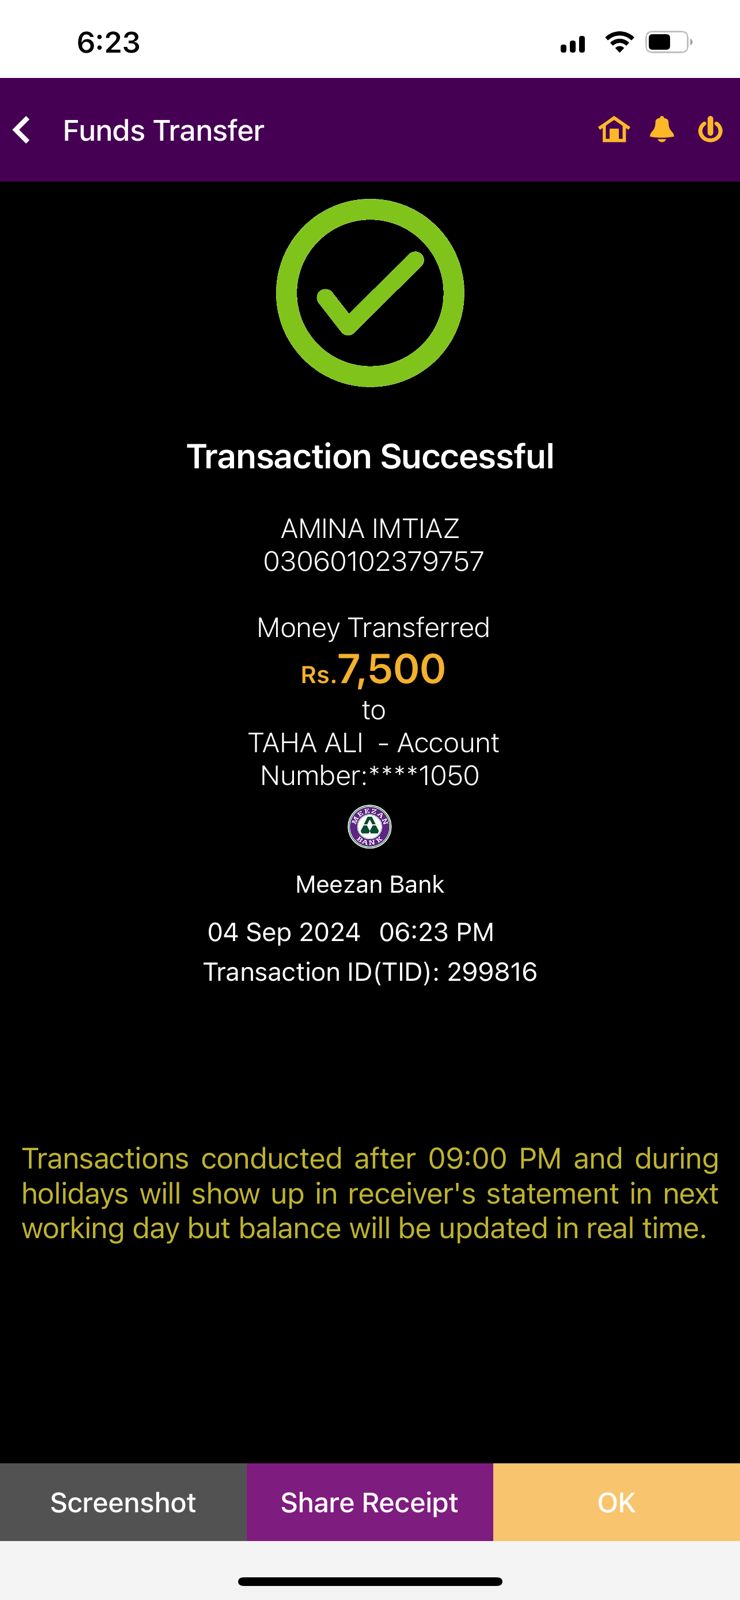 6:23
Funds Transfer
Transaction Successful
AMINA IMTIAZ
03060102379757
Money Transferred
Rs.7,500
to
TAHA ALI - Account
Number:****1050
MEEZAN
BANK
Meezan Bank
04 Sep 2024 06:23 PM
Transaction ID(TID): 299816
Transactions conducted after 09:00 PM and during
holidays will show up in receiver's statement in next
working day but balance will be updated in real time.
Screenshot
Share Receipt
OK